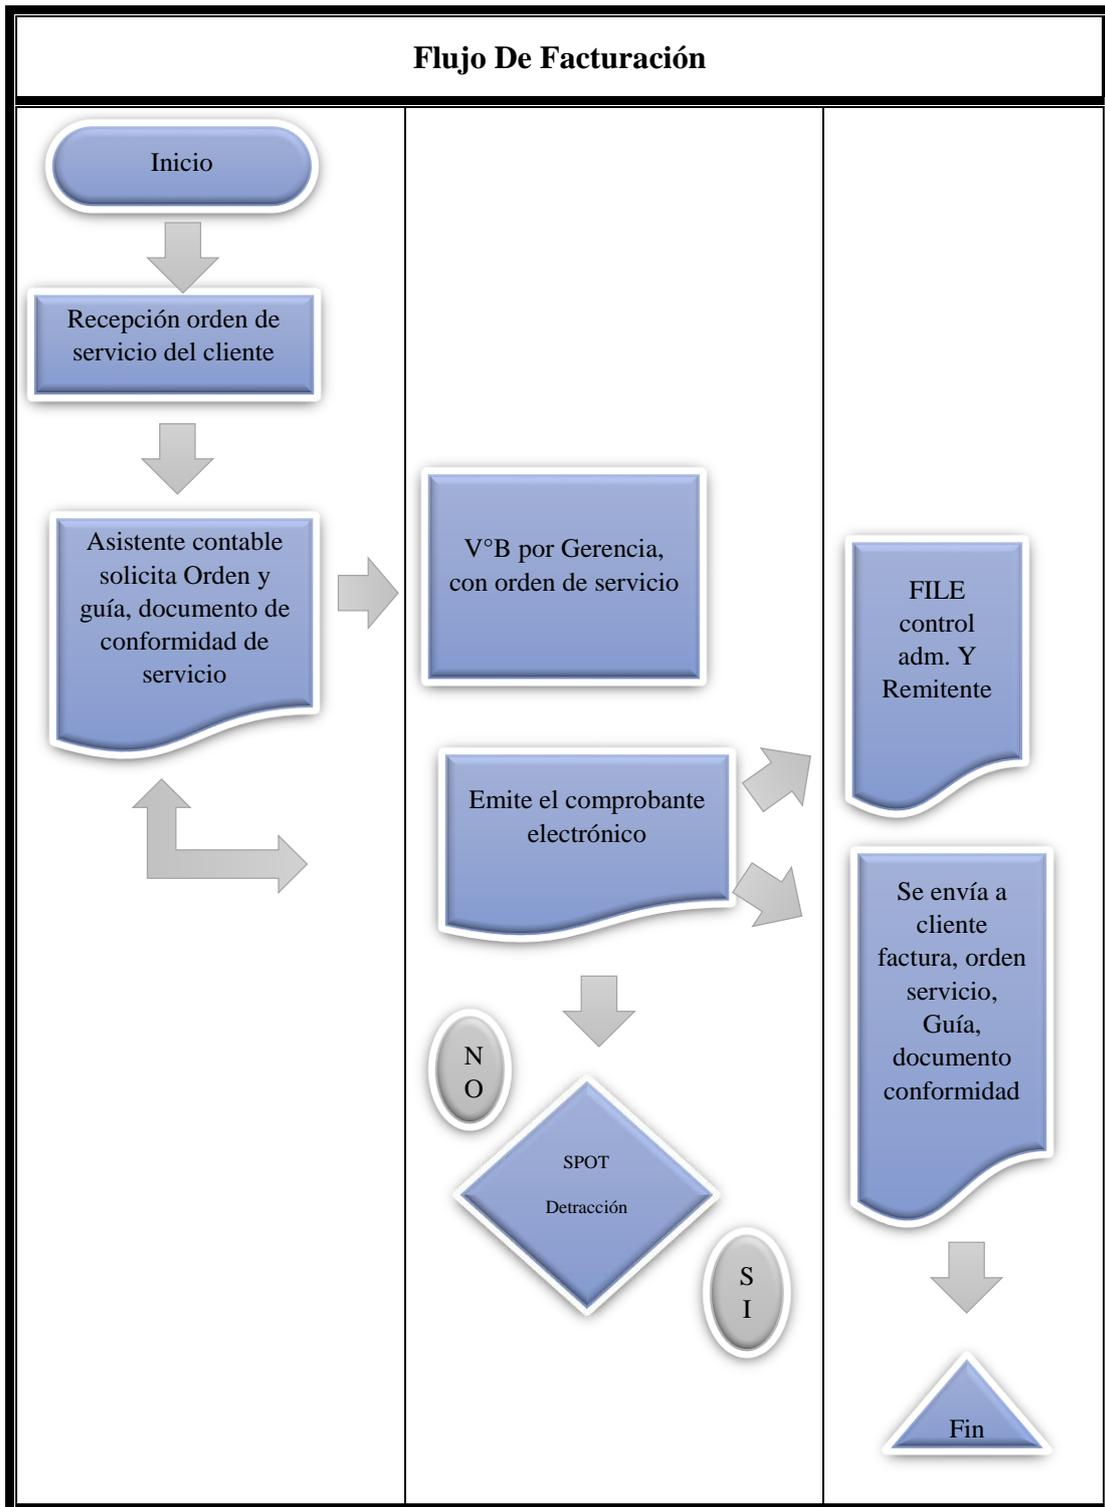 Flujo De Facturación
Inicio
Recepción orden de
servicio del cliente
Asistente contable
solicita Orden y
guía, documento de
conformidad de
servicio
V°B por Gerencia,
con orden de servicio
Emite el comprobante
electrónico
N
O
SPOT
Detracción
S
I
FILE
control
adm. Y
Remitente
Se envía a
cliente
factura, orden
servicio,
Guía,
documento
conformidad
Fin